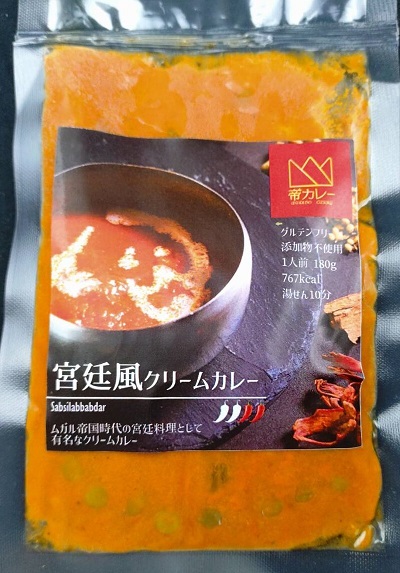 帝カレー
グルテンフリー
添加物不使用
1人前 180g
767kcal
湯せん10分
宮廷風クリームカレー
Sabsilabbabdar
ムガル帝国時代の宮廷料理として
有名なクリームカレー